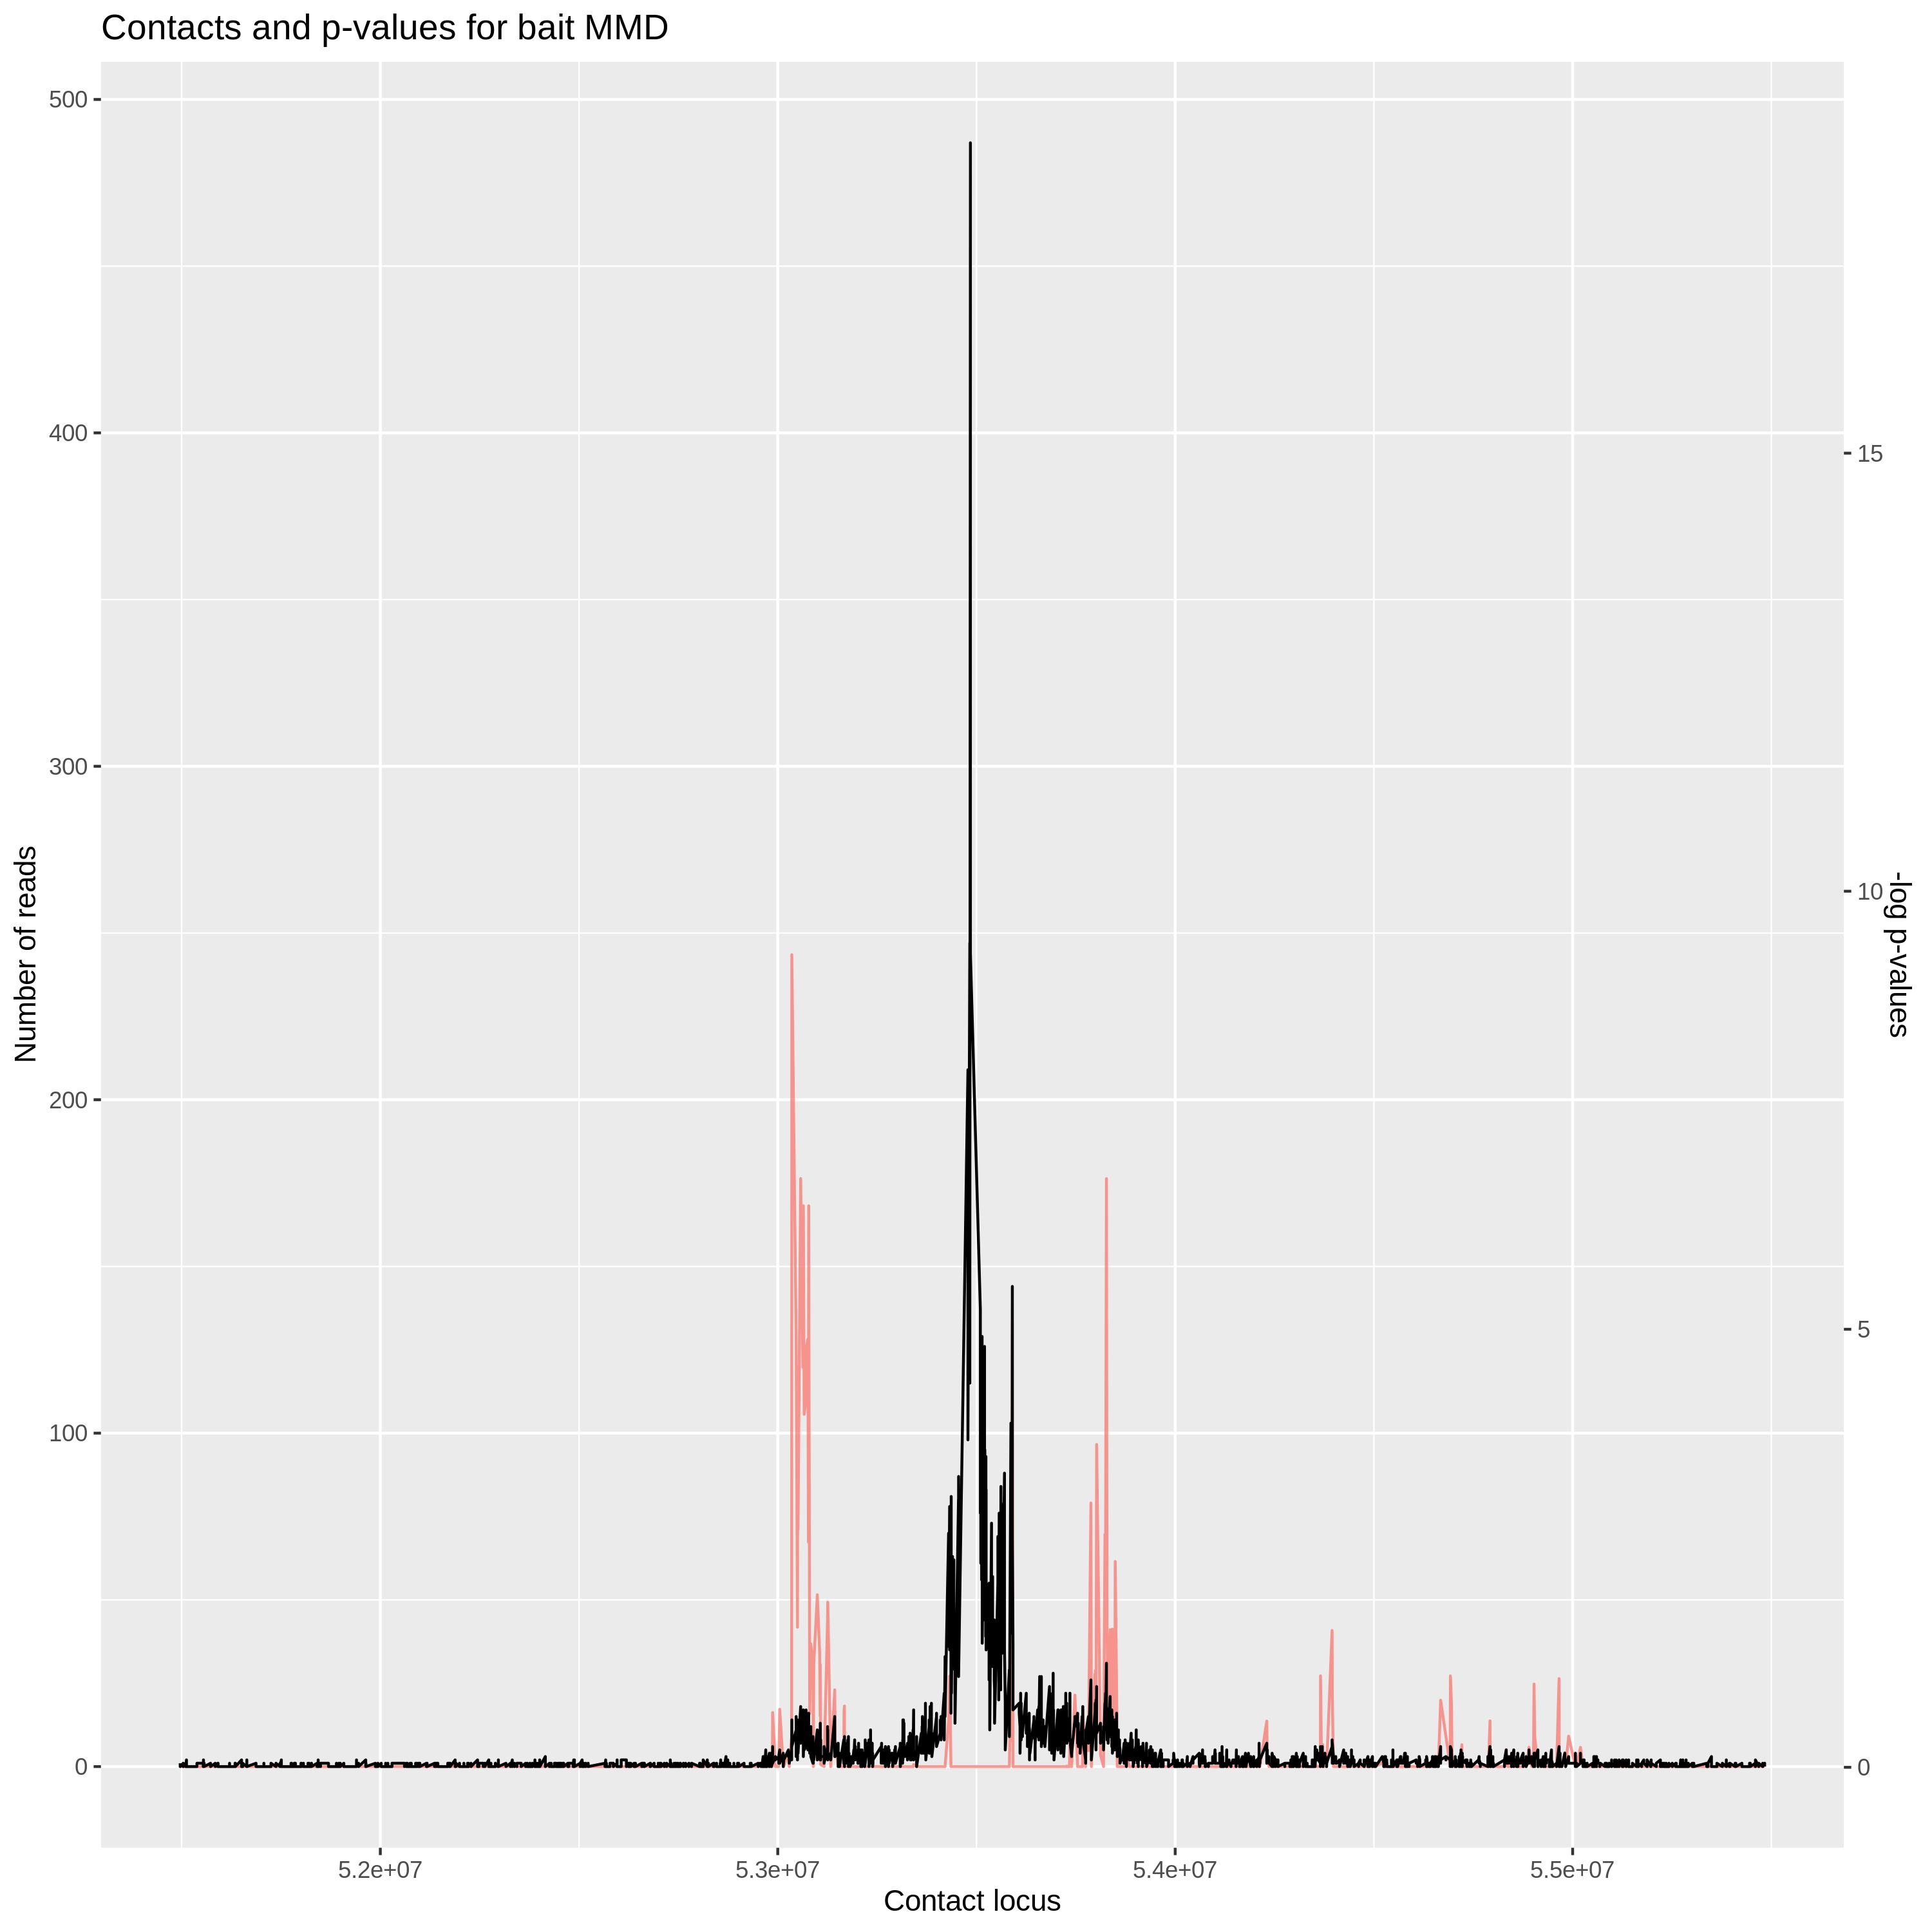 Contacts and p-values for bait MMD
500
400
300
200
100
0
Number of reads
15
10
5
0
-log p-values
5.2e+07
5.3e+07
5.4e+07
5.5e+07
Contact locus